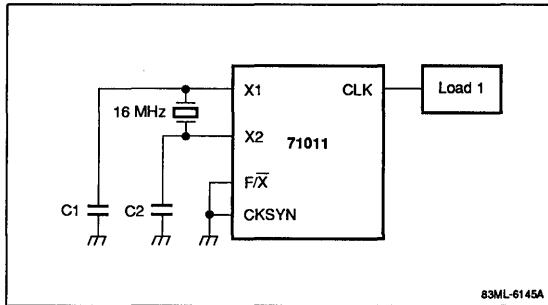 X1
CLK
Load 1
16 MHz
X2
71011
F/X̅
C1
C2
CKSYN
83ML-6145A